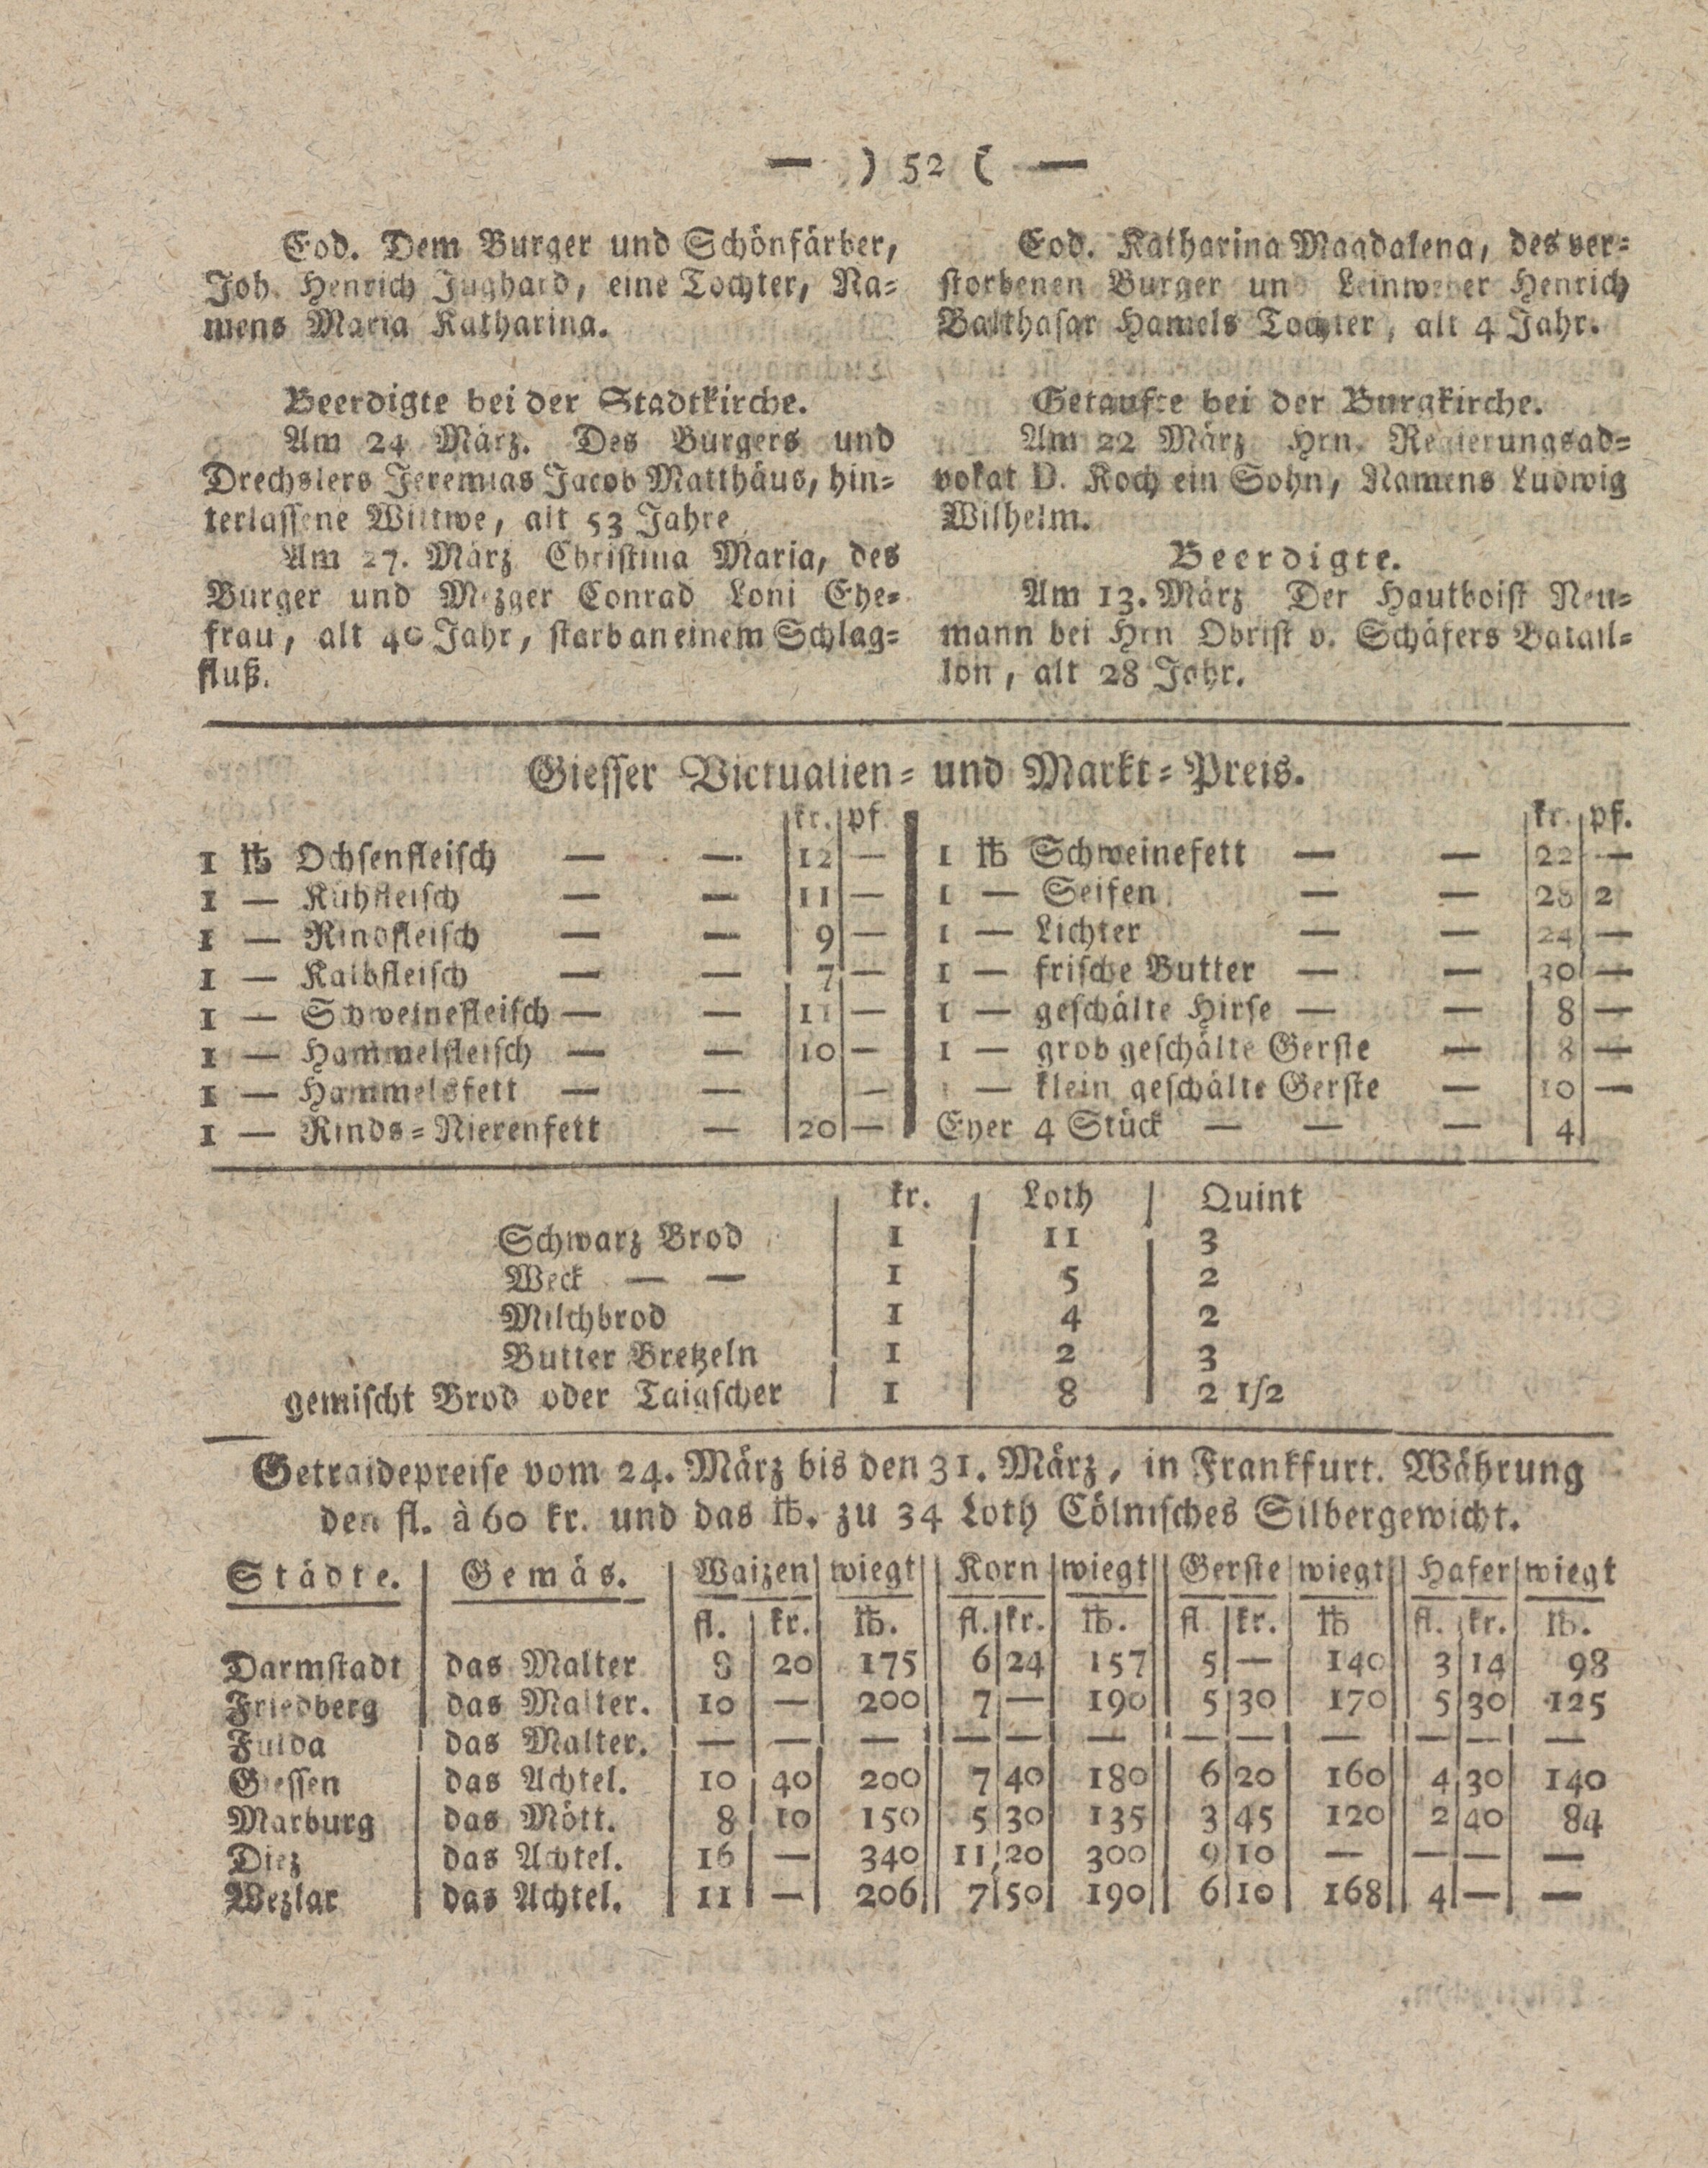 — ) 52 ( —
Eod. Dem Burger und Schönfärber,
Joh. Henrich Jughard, eine Tochter, Na-
mens Maria Katharina.
Beerdigte bei der Stadtkirche.
Am 24 März. Des Burgers und
Drechslers Jeremias Jacob Matthäus, hin-
terlassene Wittwe, alt 53 Jahre
Am 27. März Christina Maria, des
Burger und Mezger Conrad Loni Ehe-
frau, alt 40 Jahr, starb an einem Schlag-
fluß.
Eod. Katharina Magdalena, des ver-
storbenen Burger und Leinweber Henrich
Balthasar Hamels Tochter, alt 4 Jahr.
Getaufte bei der Burgkirche.
Am 22 März Hrn. Regierungsad-
vokat D. Koch ein Sohn, Namens Ludwig
Wilhelm.
Beerdigte.
Am 13. März Der Hautboist Neu-
mann bei Hrn Obrist v. Schäfers Batail-
lon, alt 28 Jahr.
Giesser Victualien- und Markt-Preis.
kr. pf. kr. pf.
1 ℔ Ochsenfleisch — — 12 — 1 ℔ Schweinefett — — 22 —
1 — Kuhfleisch — — 11 — 1 — Seifen — — 28 2
1 — Rindfleisch — — 9 — 1 — Lichter — — 24 —
1 — Kalbfleisch — — 7 — 1 — frische Butter — — 30 —
1 — Schweinefleisch — — 11 — 1 — geschälte Hirse — — 8 —
1 — Hammelfleisch — — 10 — 1 — grob geschälte Gerste — 8 —
1 — Hammelsfett — — — 1 — klein geschälte Gerste — 10 —
1 — Rinds-Nierenfett — 20 — Eyer 4 Stück — — — 4
kr. Loth Quint
Schwarz Brod 1 11 3
Weck — — 1 5 2
Milchbrod 1 4 2
Butter Bretzeln 1 2 3
gemischt Brod oder Taigscher 1 8 2 1/2
Getraidepreise vom 24. März bis den 31. März, in Frankfurt. Währung
den fl. à 60 kr. und das ℔. zu 34 Loth Cölnisches Silbergewicht.
Städte. Gemäs. Waizen wiegt Korn wiegt Gerste wiegt Hafer wiegt
fl. kr. ℔. fl. kr. ℔. fl kr. ℔ fl. kr. ℔.
Darmstadt das Malter 8 20 175 6 24 157 5 — 140 3 14 98
Friedberg das Malter. 10 — 200 7 — 190 5 30 170 5 30 125
Fulda das Malter. — — — — — — — — — — — —
Giessen das Achtel. 10 40 200 7 40 180 6 20 160 4 30 140
Marburg das Mött. 8 10 150 5 30 135 3 45 120 2 40 84
Diez das Achtel. 16 — 340 11 20 300 9 10 — — — —
Wezlar das Achtel. 11 — 206 7 50 190 6 10 168 4 — —